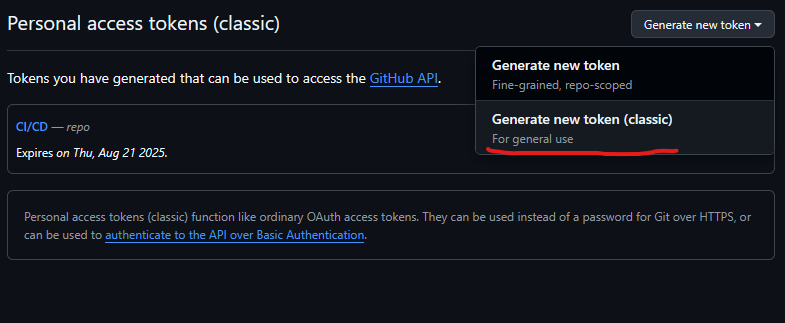 Personal access tokens (classic)
Generate new token
Generate new token
Fine-grained, repo-scoped
Generate new token (classic)
For general use
Tokens you have generated that can be used to access the GitHub API.
CI/CD — repo
Expires on Thu, Aug 21 2025.
Personal access tokens (classic) function like ordinary OAuth access tokens. They can be used instead of a password for Git over HTTPS, or
can be used to authenticate to the API over Basic Authentication.